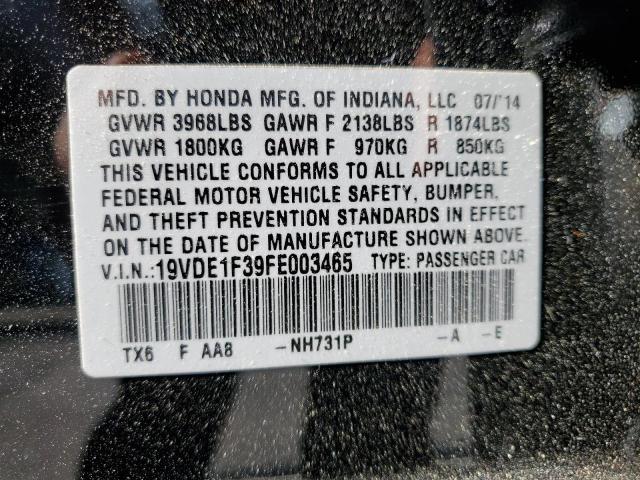 MFD. BY HONDA MFG. OF INDIANA, LLC 07/'14
GVWR 3968LBS GAWR F 2138LBS R 1874LBS
GVWR 1800KG GAWR F 970KG R 850KG
THIS VEHICLE CONFORMS TO ALL APPLICABLE
FEDERAL MOTOR VEHICLE SAFETY, BUMPER,
AND THEFT PREVENTION STANDARDS IN EFFECT
ON THE DATE OF MANUFACTURE SHOWN ABOVE.
V.I.N.:19VDE1F39FE003465 TYPE: PASSENGER CAR
TX6 F AA8 -NH731P -A -E